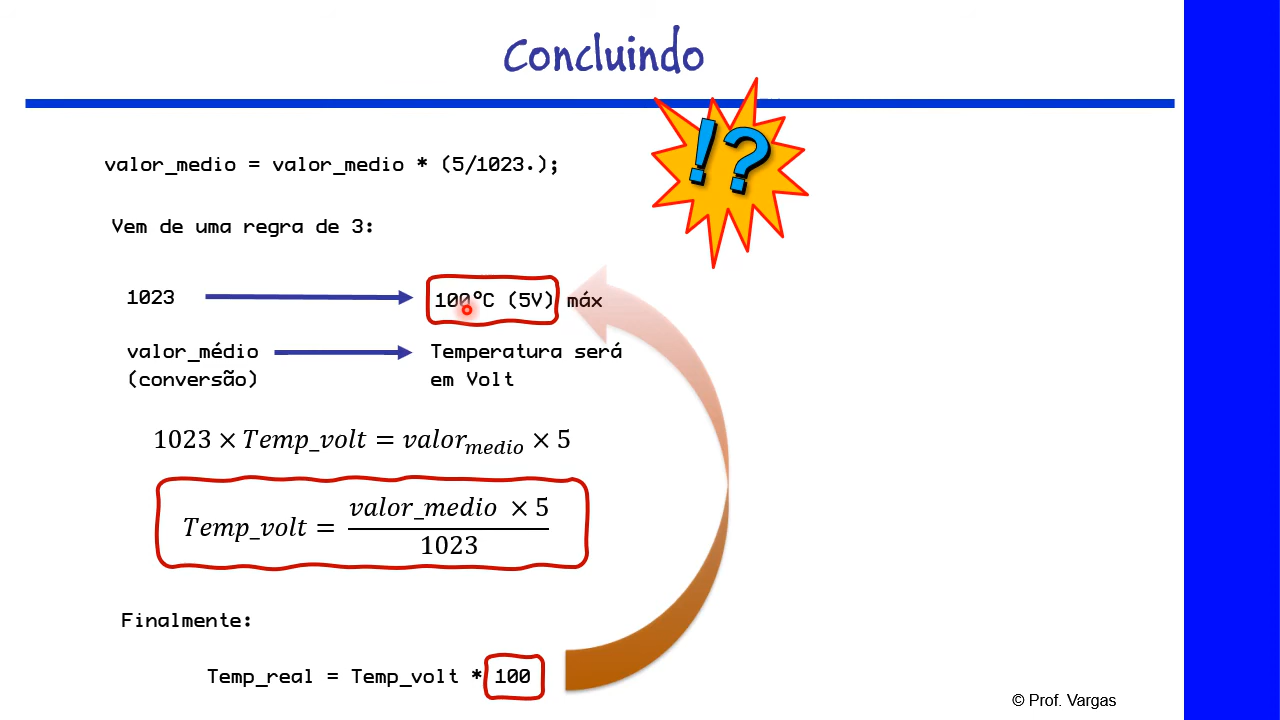 Concluindo
!?
valor_medio = valor_medio * (5/1023.);
Vem de uma regra de 3:
1023 100°C (5V) máx
valor_médio Temperatura será
(conversão) em Volt
1023 × Temp_volt = valor_medio × 5
Temp_volt = valor_medio × 5
1023
Finalmente:
Temp_real = Temp_volt * 100
© Prof. Vargas